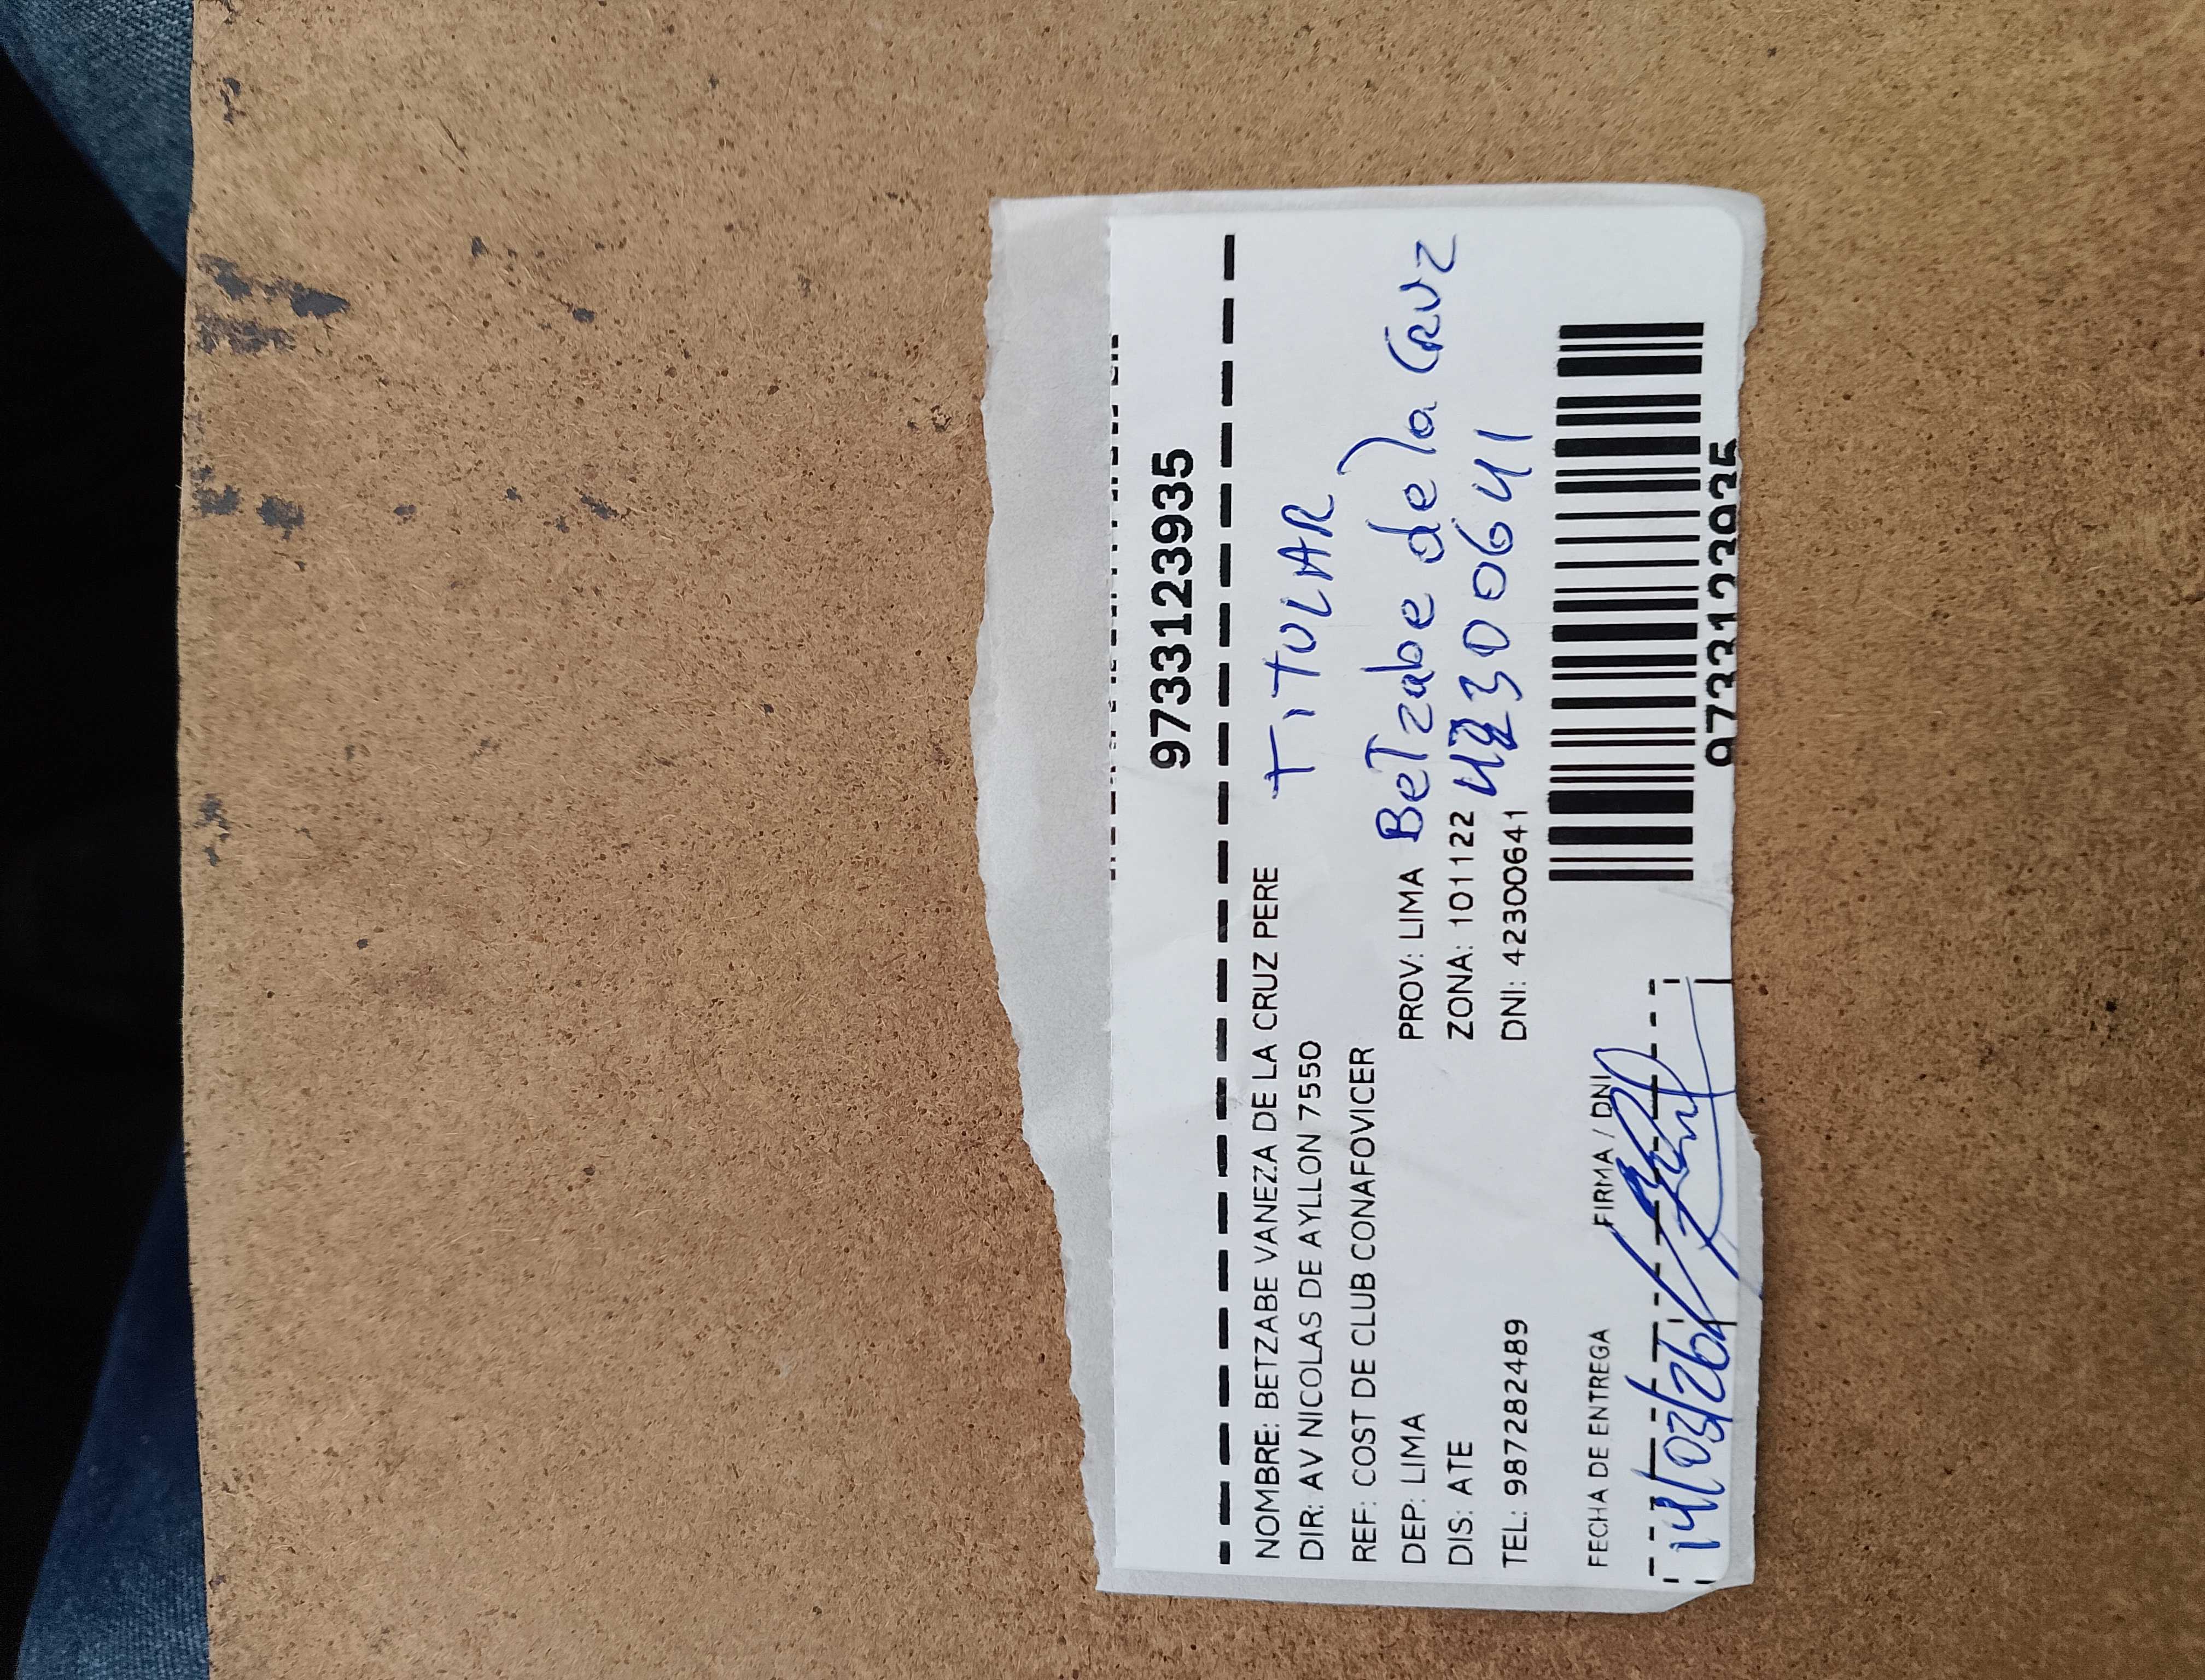 9733123935
NOMBRE: BETZABE VANEZA DE LA CRUZ PERE
TITULAR
DIR: AV NICOLAS DE AYLLON 7550
REF: COST DE CLUB CONAFOVICER
DEP: LIMA PROV: LIMA
BeTzabe de la CRUZ
DIS: ATE ZONA: 101122
42300641
TEL: 987282489 DNI: 42300641
FECHA DE ENTREGA FIRMA / DNI
14/03/26
9733123935